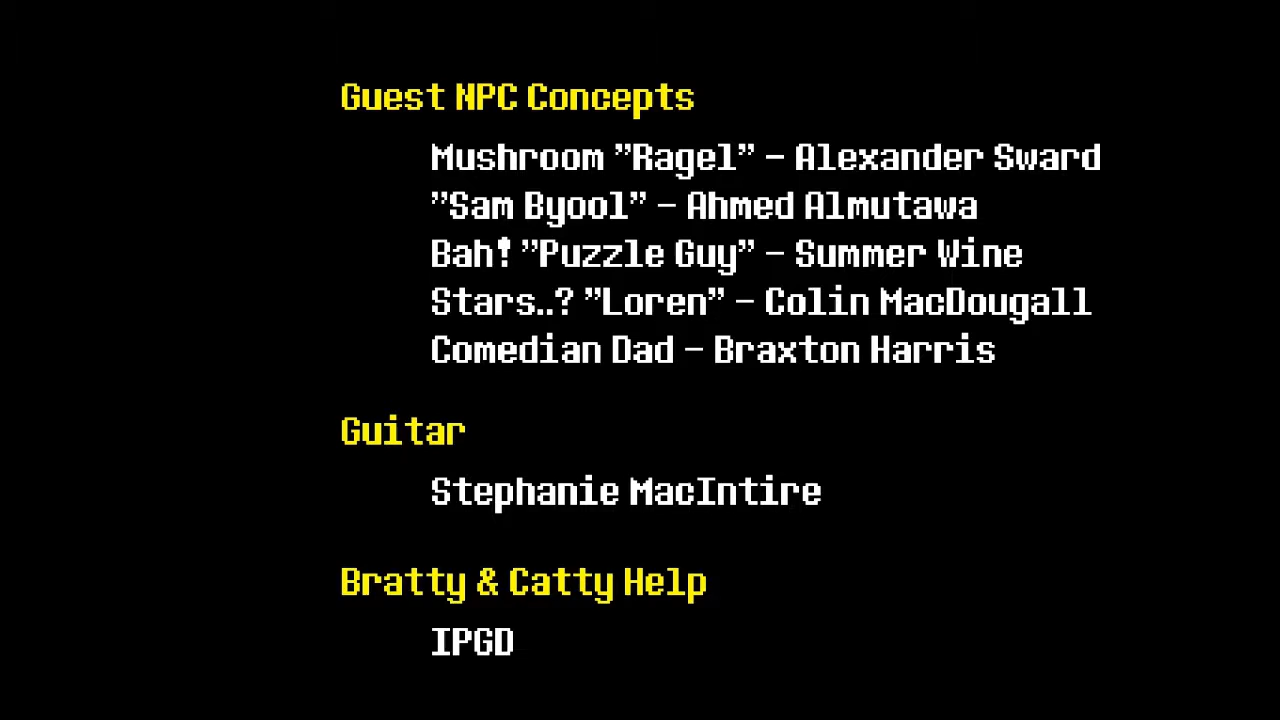 Guest NPC Concepts
Mushroom "Ragel" - Alexander Sward
"Sam Byool" - Ahmed Almutawa
Bah! "Puzzle Guy" - Summer Wine
Stars..? "Loren" - Colin MacDougall
Comedian Dad - Braxton Harris
Guitar
Stephanie MacIntire
Bratty & Catty Help
IPGD